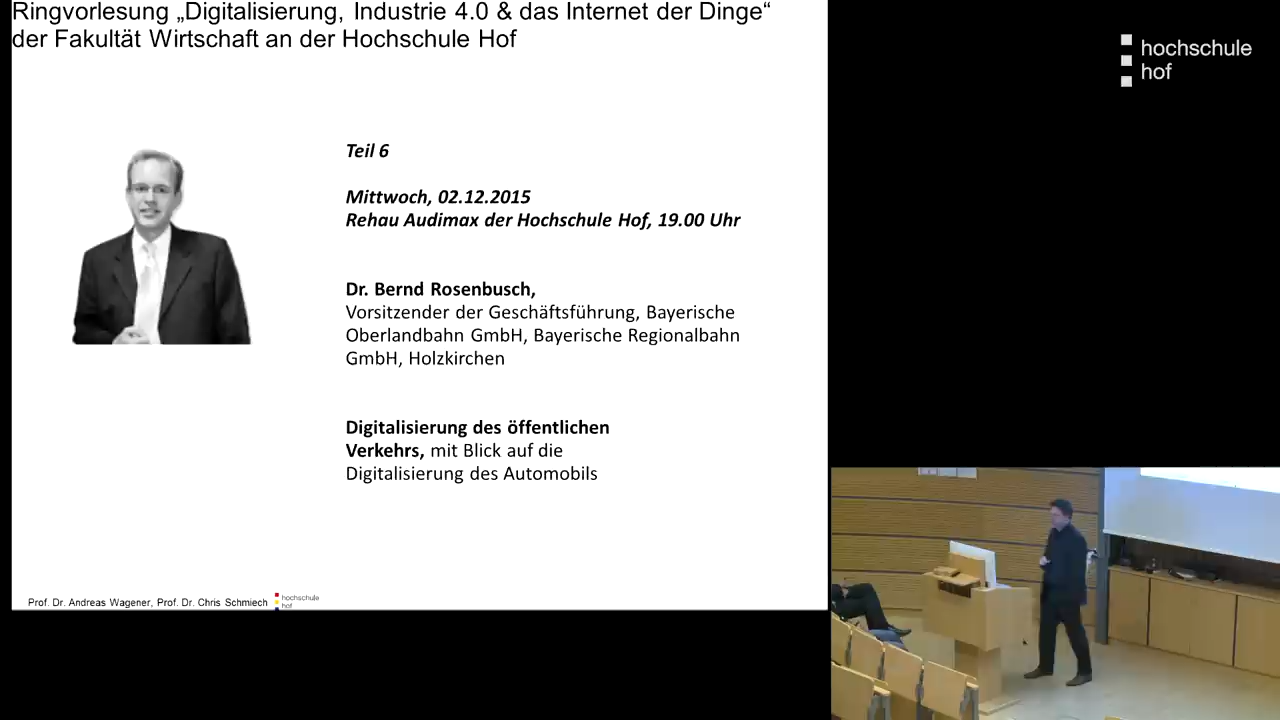 Ringvorlesung „Digitalisierung, Industrie 4.0 & das Internet der Dinge“
der Fakultät Wirtschaft an der Hochschule Hof
hochschule
hof
Teil 6
Mittwoch, 02.12.2015
Rehau Audimax der Hochschule Hof, 19.00 Uhr
Dr. Bernd Rosenbusch,
Vorsitzender der Geschäftsführung, Bayerische
Oberlandbahn GmbH, Bayerische Regionalbahn
GmbH, Holzkirchen
Digitalisierung des öffentlichen
Verkehrs, mit Blick auf die
Digitalisierung des Automobils
Prof. Dr. Andreas Wagener, Prof. Dr. Chris Schmiech
hochschule
hof